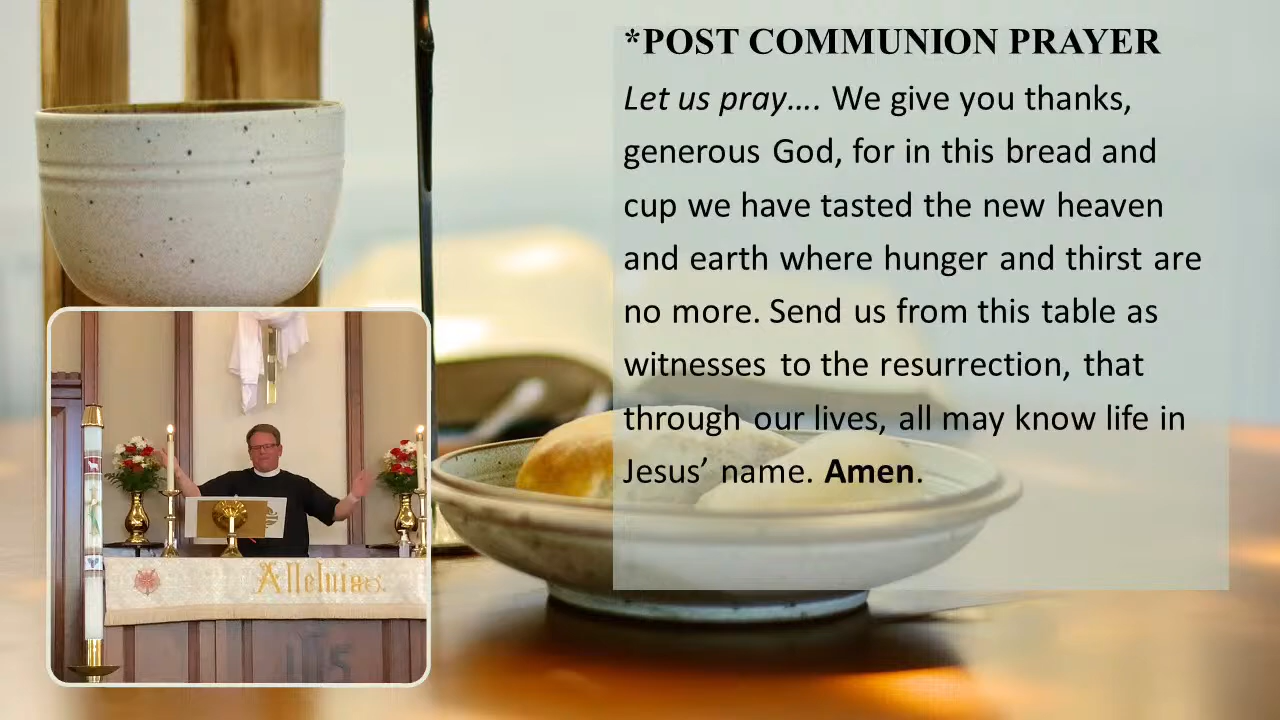 *POST COMMUNION PRAYER
Let us pray…. We give you thanks,
generous God, for in this bread and
cup we have tasted the new heaven
and earth where hunger and thirst are
no more. Send us from this table as
witnesses to the resurrection, that
through our lives, all may know life in
Jesus’ name. Amen.
Alleluia
IHS